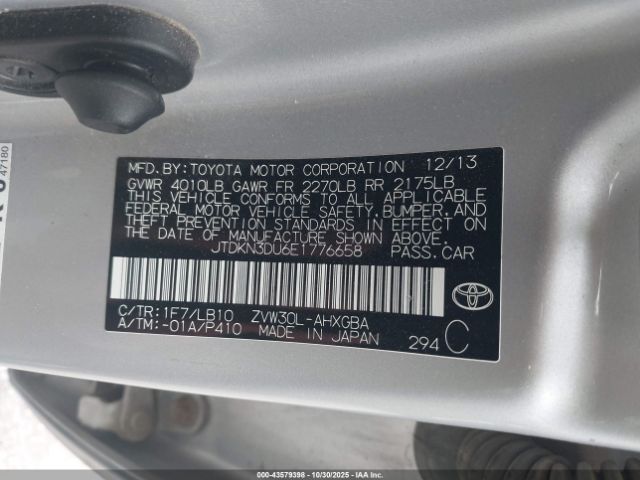 MFD. BY: TOYOTA MOTOR CORPORATION 12/13
GVWR 4010LB GAWR FR 2270LB RR 2175LB
THIS VEHICLE CONFORMS TO ALL APPLICABLE
FEDERAL MOTOR VEHICLE SAFETY, BUMPER, AND
THEFT PREVENTION STANDARDS IN EFFECT ON
THE DATE OF MANUFACTURE SHOWN ABOVE.
JTDKN3DU6E1776658 PASS. CAR
C/TR: 1F7/LB10 ZVW30L-AHXGBA
A/TM: -01A/P410 MADE IN JAPAN
294 C
47180
© 43579398 - 10/30/2025 - IAA, Inc.